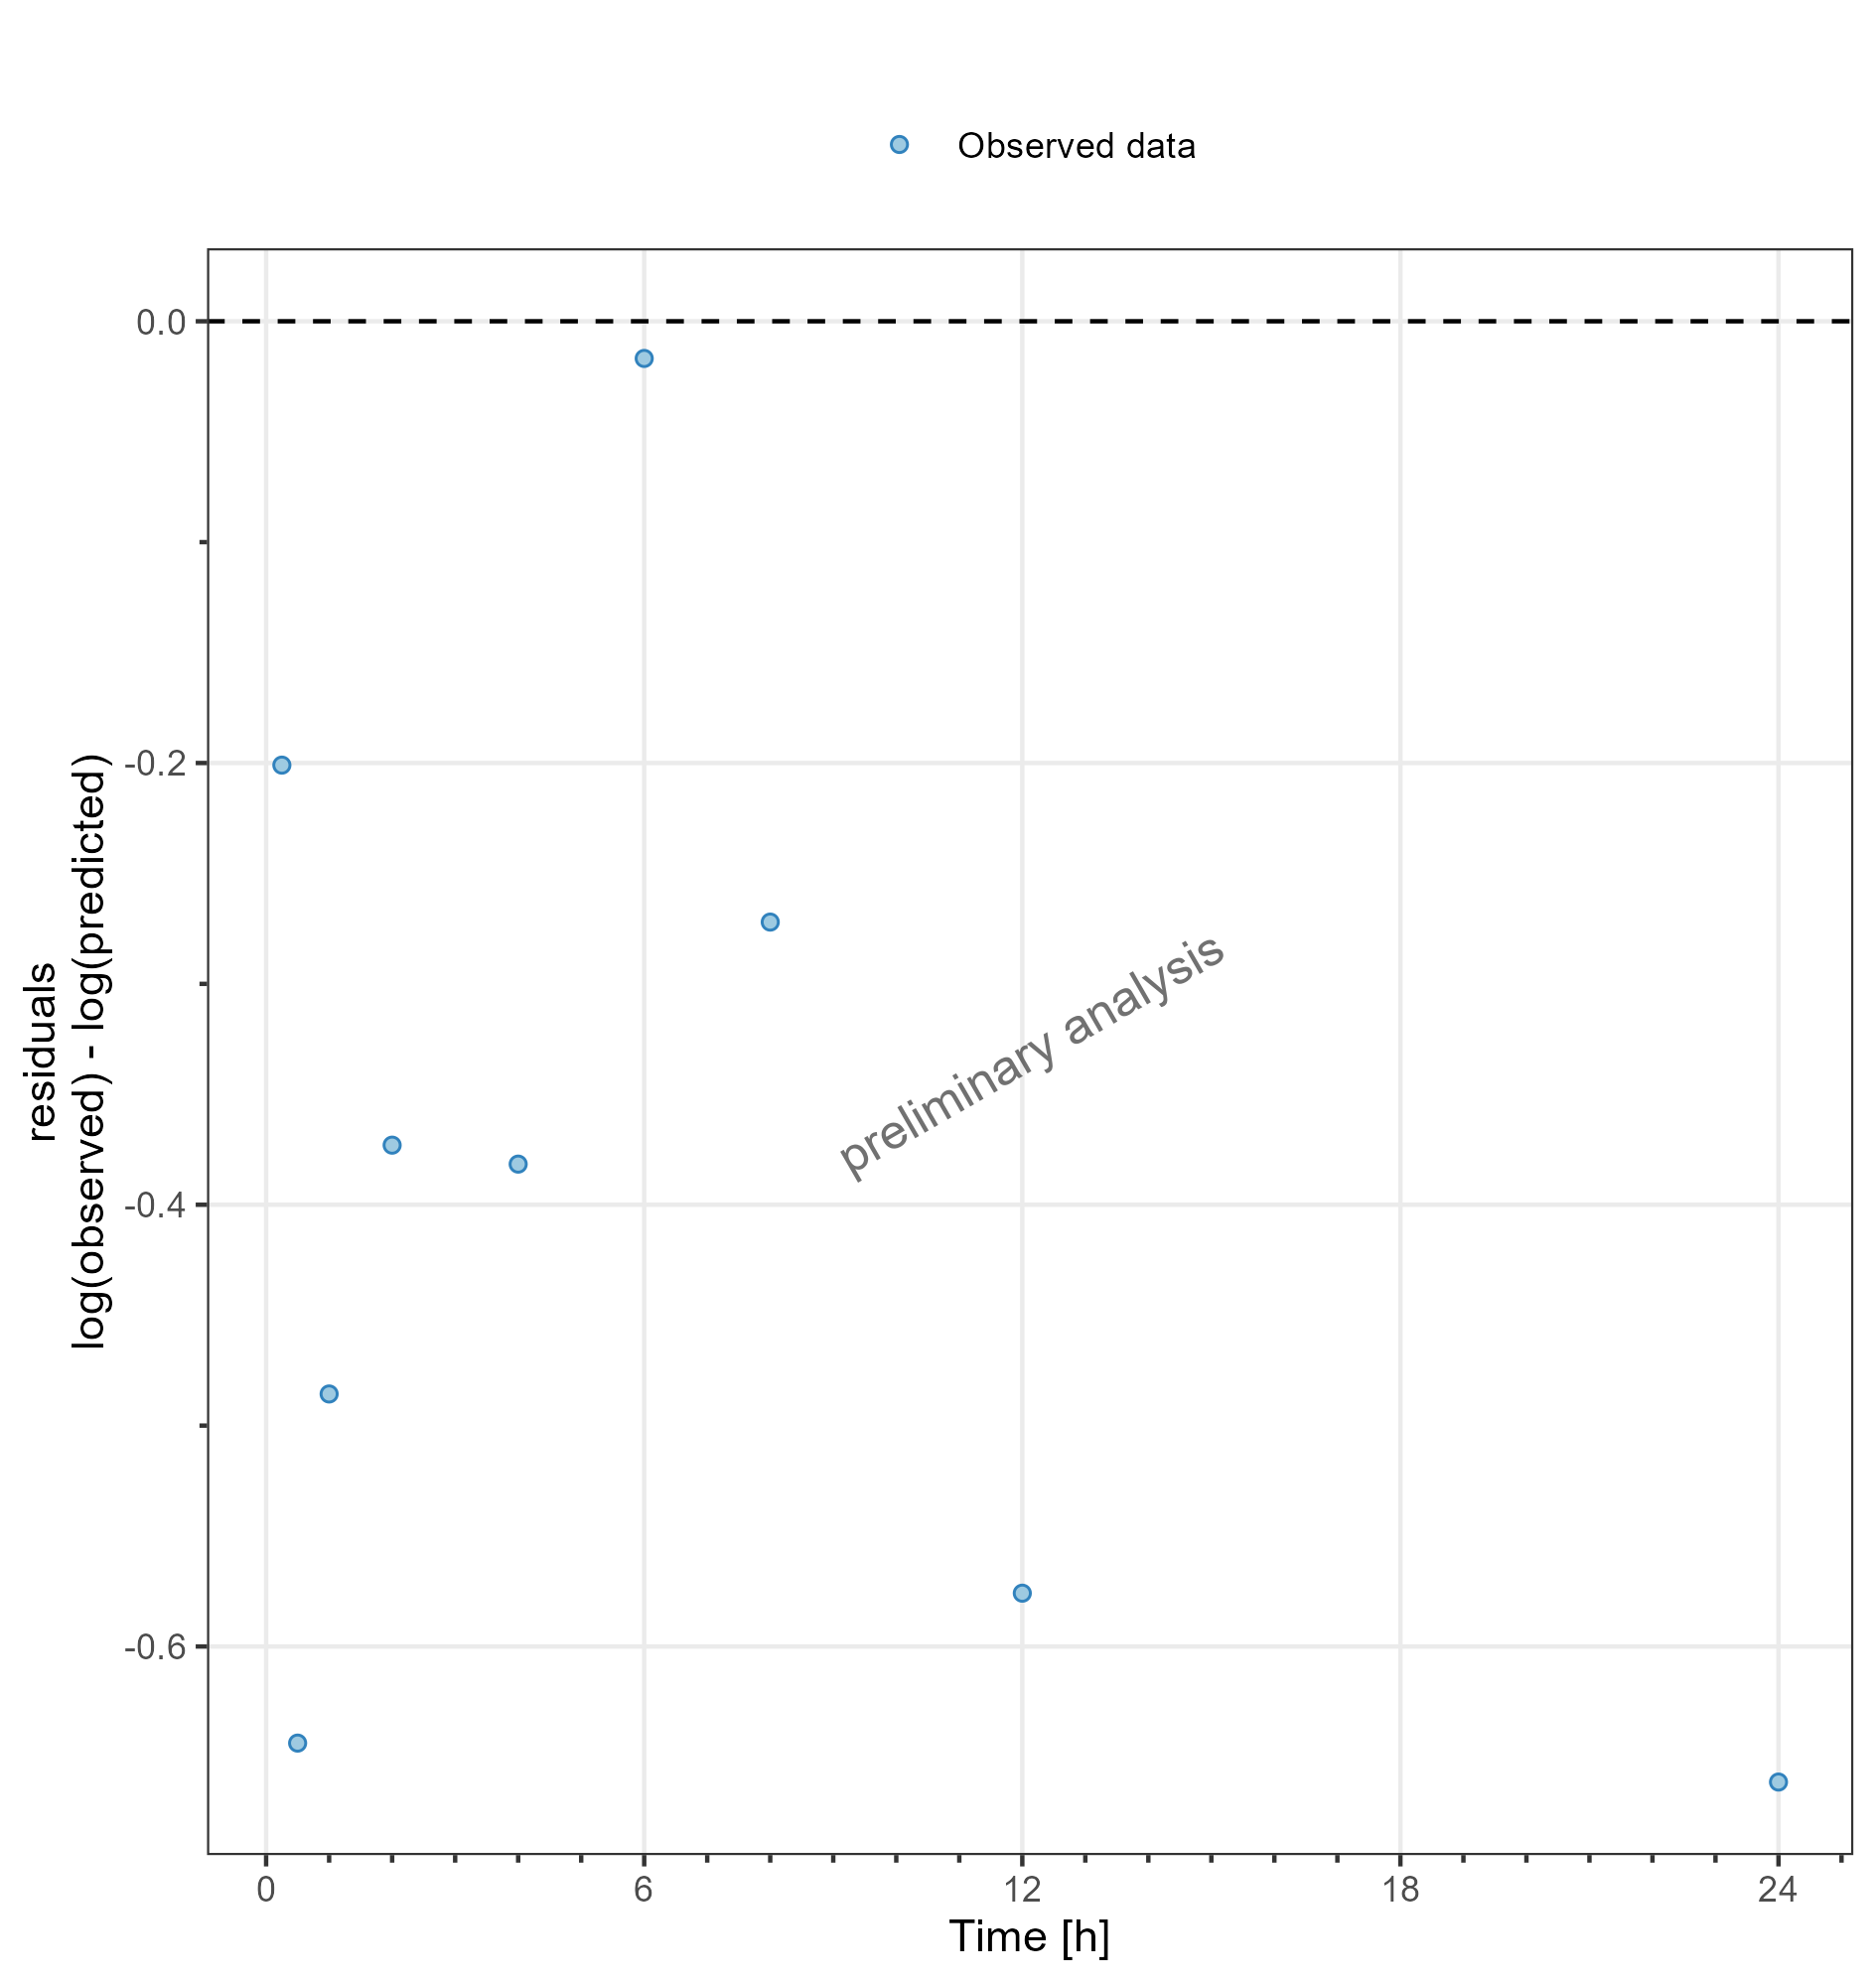 Observed data
0.0
-0.2
-0.4
-0.6
residuals
log(observed) - log(predicted)
preliminary analysis
0 6 12 18 24
Time [h]